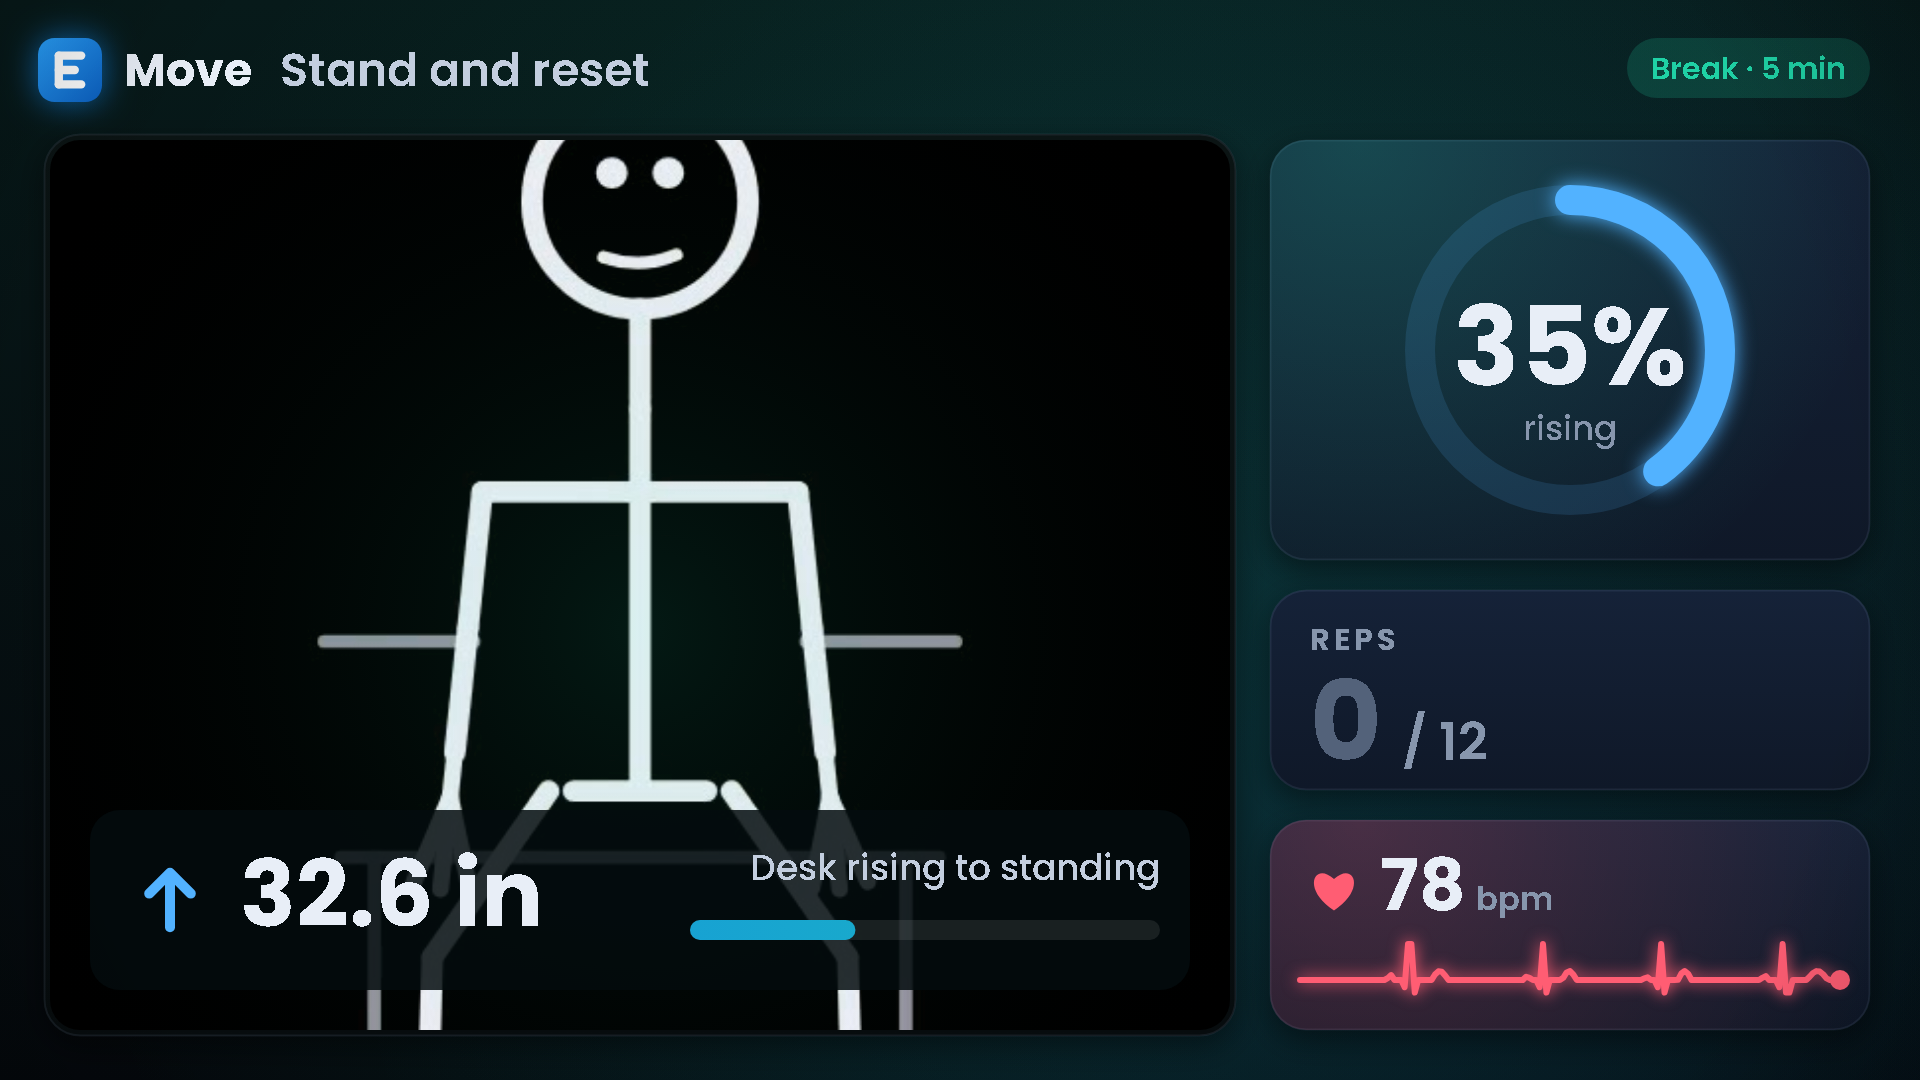 E Move Stand and reset
Break · 5 min
35%
rising
REPS
0 / 12
32.6 in
Desk rising to standing
78 bpm